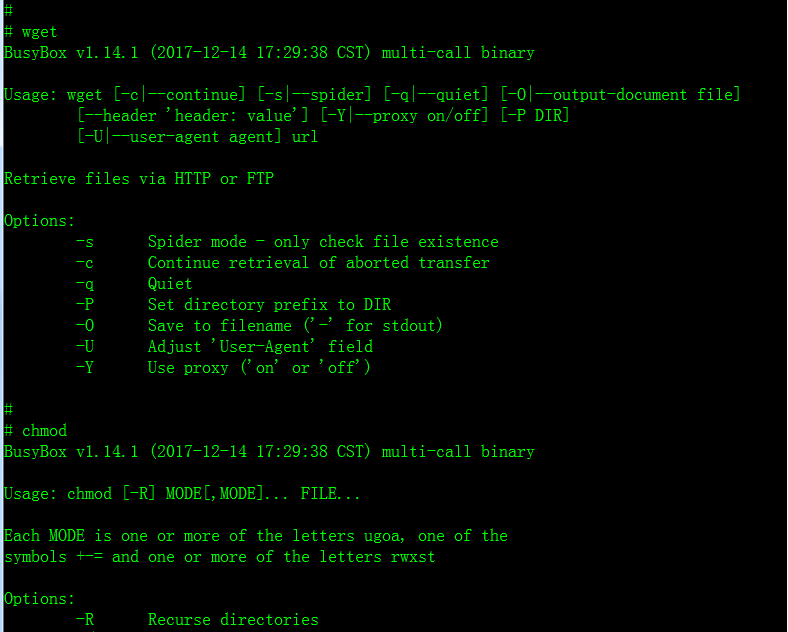 #
# wget
BusyBox v1.14.1 (2017-12-14 17:29:38 CST) multi-call binary
Usage: wget [-c|--continue] [-s|--spider] [-q|--quiet] [-O|--output-document file]
[--header 'header: value'] [-Y|--proxy on/off] [-P DIR]
[-U|--user-agent agent] url
Retrieve files via HTTP or FTP
Options:
-s Spider mode - only check file existence
-c Continue retrieval of aborted transfer
-q Quiet
-P Set directory prefix to DIR
-O Save to filename ('-' for stdout)
-U Adjust 'User-Agent' field
-Y Use proxy ('on' or 'off')
#
# chmod
BusyBox v1.14.1 (2017-12-14 17:29:38 CST) multi-call binary
Usage: chmod [-R] MODE[,MODE]... FILE...
Each MODE is one or more of the letters ugoa, one of the
symbols +-= and one or more of the letters rwxst
Options:
-R Recurse directories